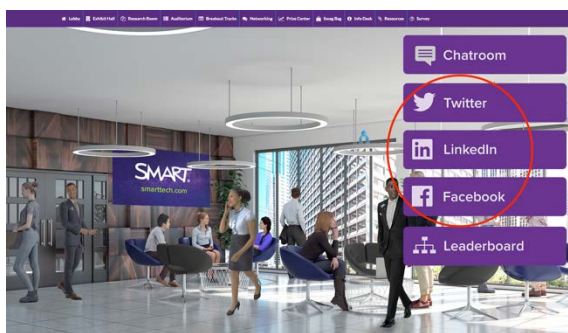 Lobby Exhibit Hall Research Room Auditorium Breakout Tracks Networking Prize Center Swag Bag Info Desk Resources Survey
Chatroom
Twitter
in LinkedIn
f Facebook
Leaderboard
SMART
smarttech.com